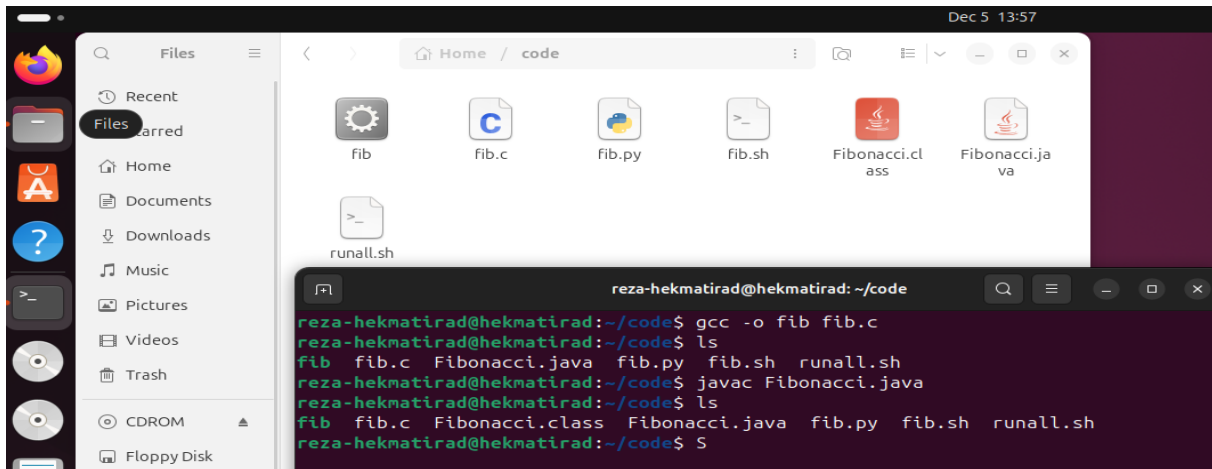 Dec 5 13:57
Files
Home / code
Recent
Files
arred
Home
Documents
Downloads
Music
Pictures
Videos
Trash
CDROM
Floppy Disk
fib
fib.c
fib.py
fib.sh
Fibonacci.cl
ass
Fibonacci.ja
va
runall.sh
reza-hekmatirad@hekmatirad: ~/code
reza-hekmatirad@hekmatirad:~/code$ gcc -o fib fib.c
reza-hekmatirad@hekmatirad:~/code$ ls
fib fib.c Fibonacci.java fib.py fib.sh runall.sh
reza-hekmatirad@hekmatirad:~/code$ javac Fibonacci.java
reza-hekmatirad@hekmatirad:~/code$ ls
fib fib.c Fibonacci.class Fibonacci.java fib.py fib.sh runall.sh
reza-hekmatirad@hekmatirad:~/code$ S